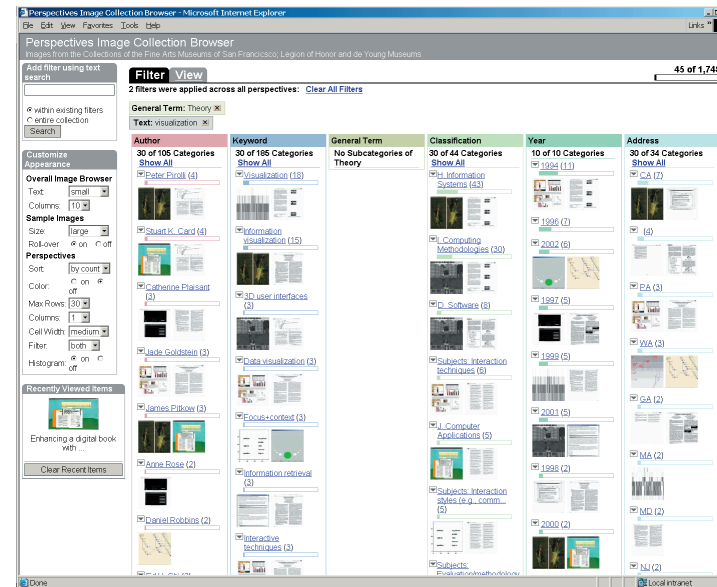 Perspectives Image Collection Browser - Microsoft Internet Explorer
File Edit View Favorites Tools Help Links »
Perspectives Image Collection Browser
Images from the Collections of the Fine Arts Museums of San Francicsco, Legion of Honor and de Young Museums
Add filter using text search
within existing filters
entire collection
Search
Customize Appearance
Overall Image Browser
Text: small
Columns: 10
Sample Images
Size: large
Roll-over on off
Perspectives
Sort: by count
Color: on off
Max Rows: 30
Columns: 1
Cell Width: medium
Filter: both
Histogram: on off
Recently Viewed Items
Enhancing a digital book with ...
Clear Recent Items
Filter View
45 of 1,748
2 filters were applied across all perspectives: Clear All Filters
General Term: Theory
Text: visualization
Author
30 of 105 Categories
Show All
Peter Pirolli (4)
Stuart K. Card (4)
Catherine Plaisant (3)
Jade Goldstein (3)
James Pitkow (3)
Anne Rose (2)
Daniel Robbins (2)
Keyword
30 of 185 Categories
Show All
Visualization (18)
Information visualization (15)
3D user interfaces (3)
Data visualization (3)
Focus+context (3)
Information retrieval (3)
Interactive techniques (3)
General Term
No Subcategories of Theory
Classification
30 of 44 Categories
Show All
H. Information Systems (43)
I. Computing Methodologies (30)
D. Software (8)
Subjects: Interaction techniques (6)
J. Computer Applications (5)
Subjects: Interaction styles (e.g., comm... (5)
Subjects: Evaluation/methodology
Year
10 of 10 Categories
1994 (11)
1996 (7)
2002 (6)
1997 (5)
1999 (5)
2001 (5)
1998 (2)
2000 (2)
Address
30 of 34 Categories
Show All
CA (7)
(4)
PA (3)
WA (3)
GA (2)
MA (2)
MD (2)
NJ (2)
Done
Local intranet